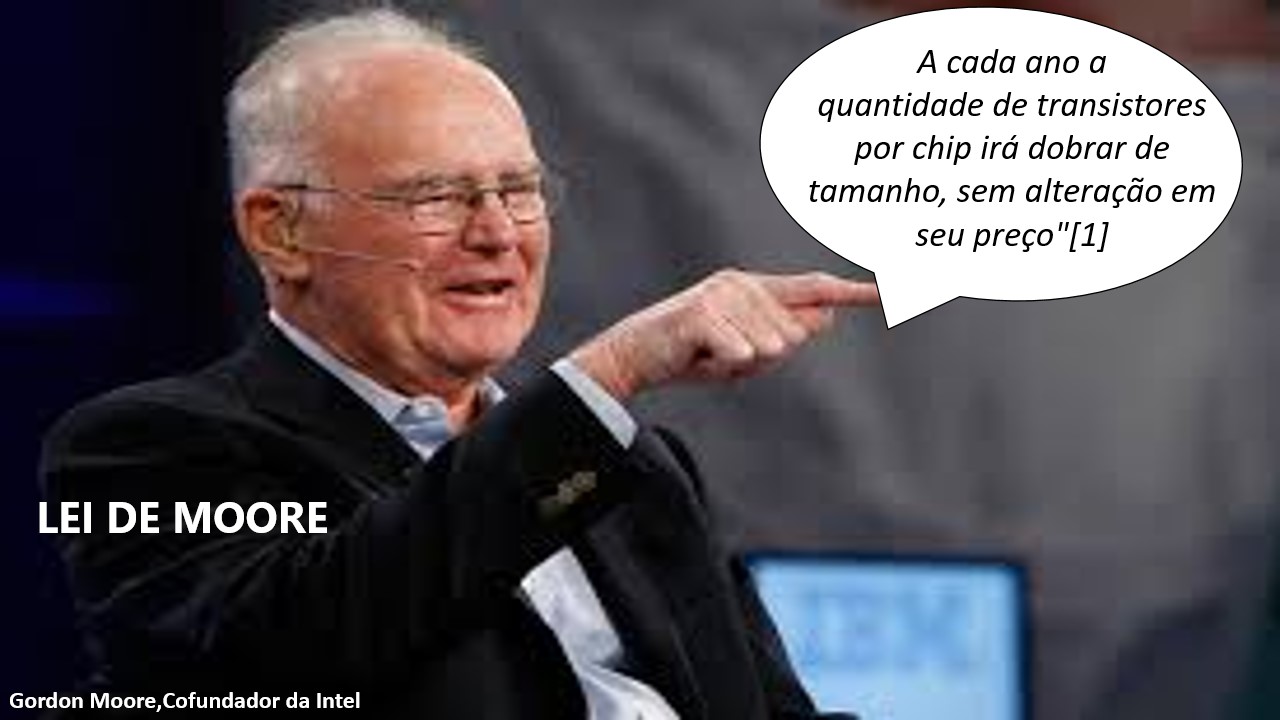 A cada ano a
quantidade de transistores
por chip irá dobrar de
tamanho, sem alteração em
seu preço"[1]
LEI DE MOORE
Gordon Moore,Cofundador da Intel